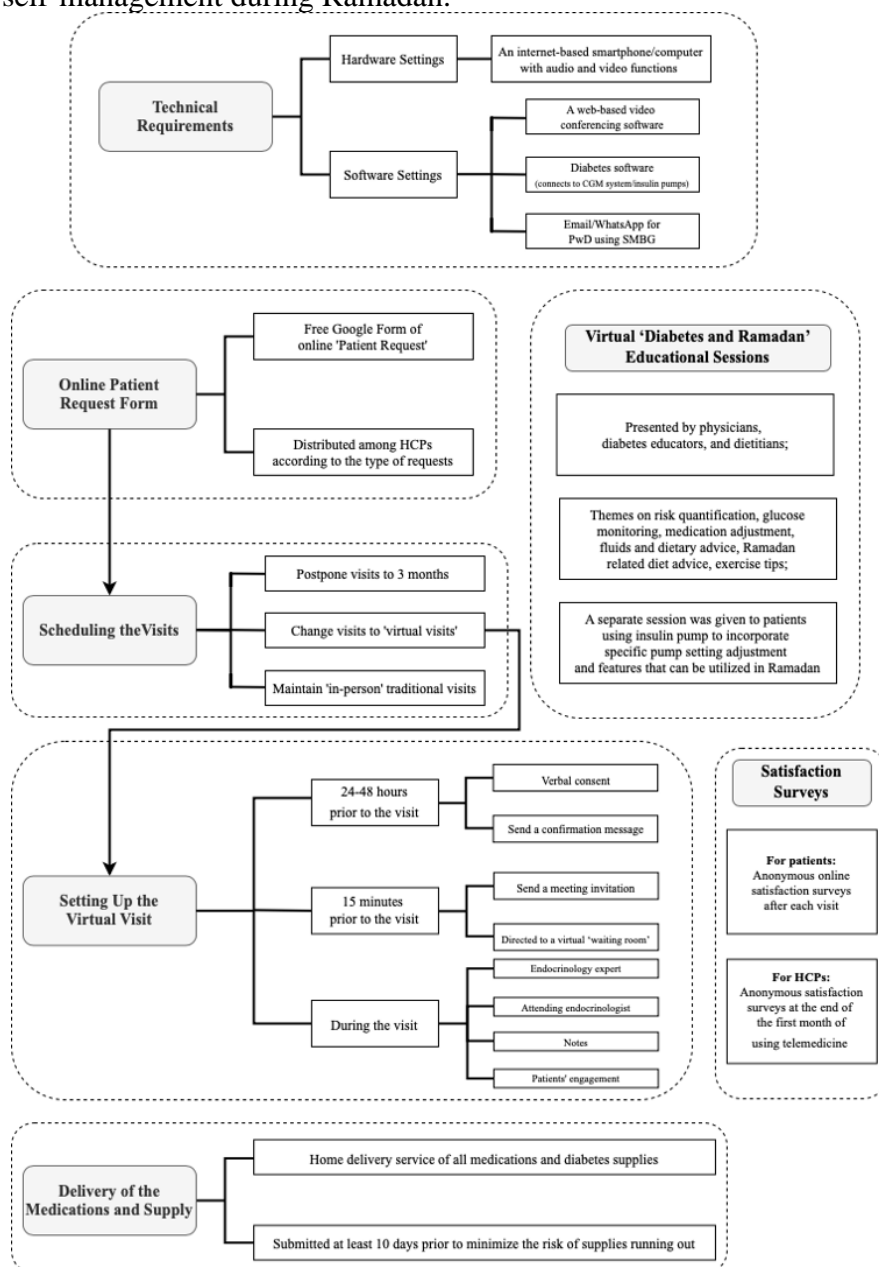 self-management during Ramadan.
Technical
Requirements
Hardware Settings
An internet-based smartphone/computer
with audio and video functions
Software Settings
A web-based video
conferencing software
Diabetes software
(connects to CGM system/insulin pumps)
Email/WhatsApp for
PwD using SMBG
Online Patient
Request Form
Free Google Form of
online 'Patient Request'
Distributed among HCPs
according to the type of requests
Virtual ‘Diabetes and Ramadan’
Educational Sessions
Presented by physicians,
diabetes educators, and dietitians;
Themes on risk quantification, glucose
monitoring, medication adjustment,
fluids and dietary advice, Ramadan
related diet advice, exercise tips;
A separate session was given to patients
using insulin pump to incorporate
specific pump setting adjustment
and features that can be utilized in Ramadan
Scheduling theVisits
Postpone visits to 3 months
Change visits to 'virtual visits'
Maintain 'in-person' traditional visits
Setting Up the
Virtual Visit
24-48 hours
prior to the visit
Verbal consent
Send a confirmation message
15 minutes
prior to the visit
Send a meeting invitation
Directed to a virtual ‘waiting room’
During the visit
Endocrinology expert
Attending endocrinologist
Notes
Patients' engagement
Satisfaction
Surveys
For patients:
Anonymous online
satisfaction surveys
after each visit
For HCPs:
Anonymous satisfaction
surveys at the end of
the first month of
using telemedicine
Delivery of the
Medications and Supply
Home delivery service of all medications and diabetes supplies
Submitted at least 10 days prior to minimize the risk of supplies running out